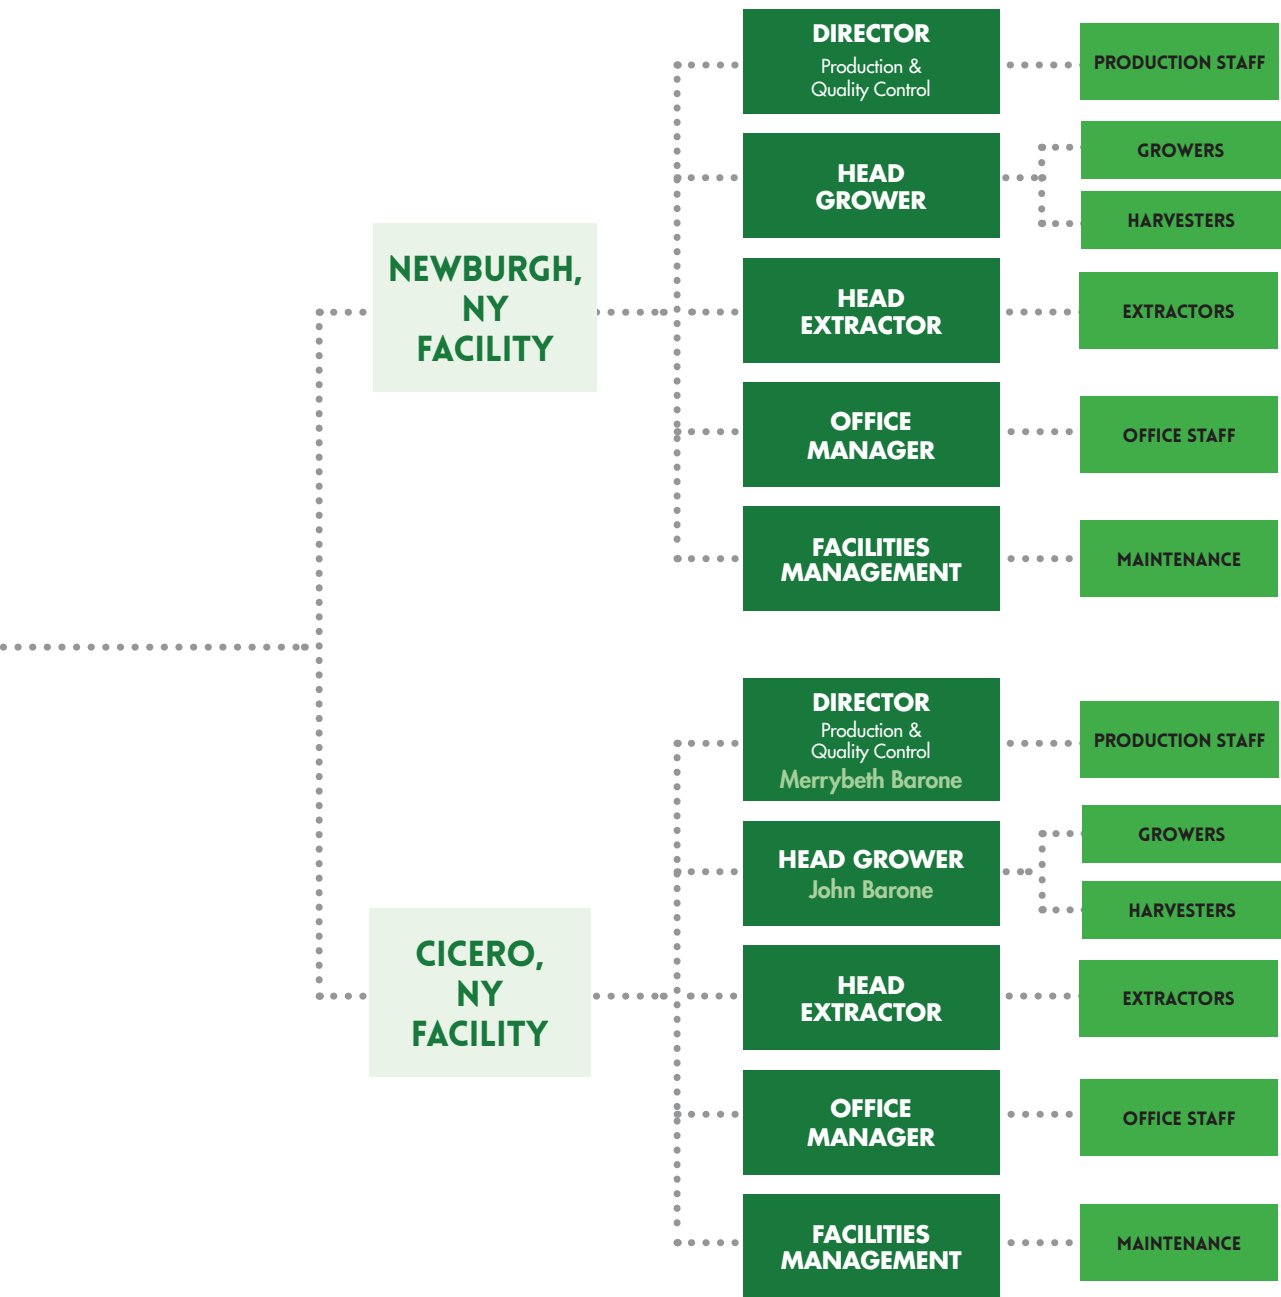 NEWBURGH,
NY
FACILITY
DIRECTOR
Production &
Quality Control
PRODUCTION STAFF
HEAD
GROWER
GROWERS
HARVESTERS
HEAD
EXTRACTOR
EXTRACTORS
OFFICE
MANAGER
OFFICE STAFF
FACILITIES
MANAGEMENT
MAINTENANCE
CICERO,
NY
FACILITY
DIRECTOR
Production &
Quality Control
Merrybeth Barone
PRODUCTION STAFF
HEAD GROWER
John Barone
GROWERS
HARVESTERS
HEAD
EXTRACTOR
EXTRACTORS
OFFICE
MANAGER
OFFICE STAFF
FACILITIES
MANAGEMENT
MAINTENANCE